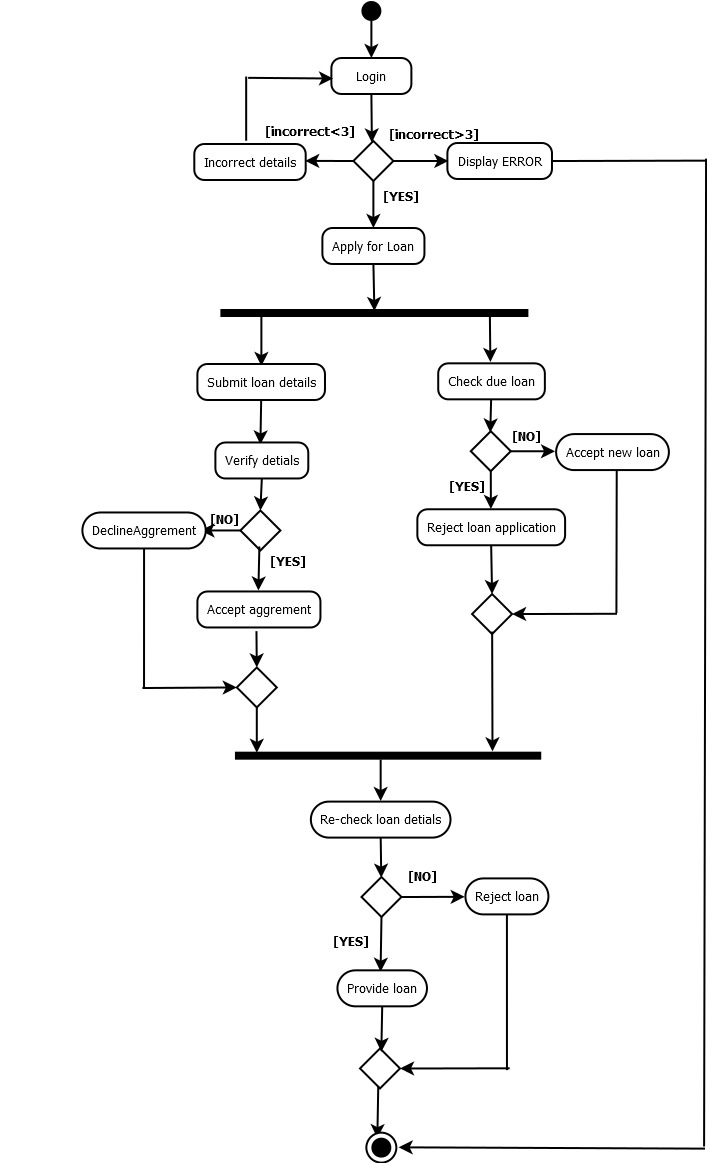 Login
[incorrect<3]
[incorrect>3]
Incorrect details
Display ERROR
[YES]
Apply for Loan
Submit loan details
Check due loan
[NO]
Accept new loan
Verify detials
[YES]
[NO]
DeclineAggrement
Reject loan application
[YES]
Accept aggrement
Re-check loan detials
[NO]
Reject loan
[YES]
Provide loan